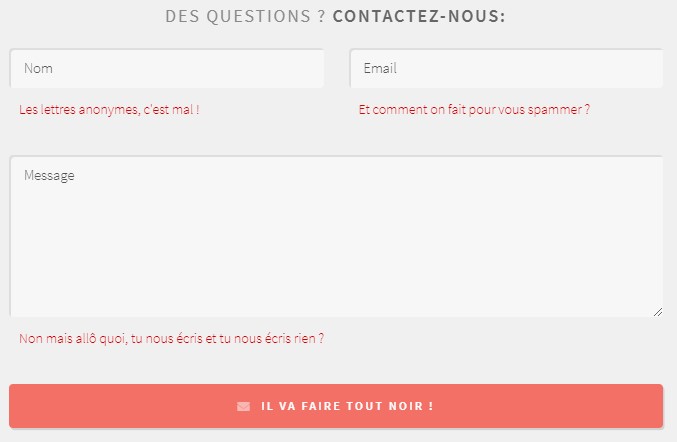 DES QUESTIONS ? CONTACTEZ-NOUS:
Nom
Email
Les lettres anonymes, c'est mal !
Et comment on fait pour vous spammer ?
Message
Non mais allô quoi, tu nous écris et tu nous écris rien ?
IL VA FAIRE TOUT NOIR !